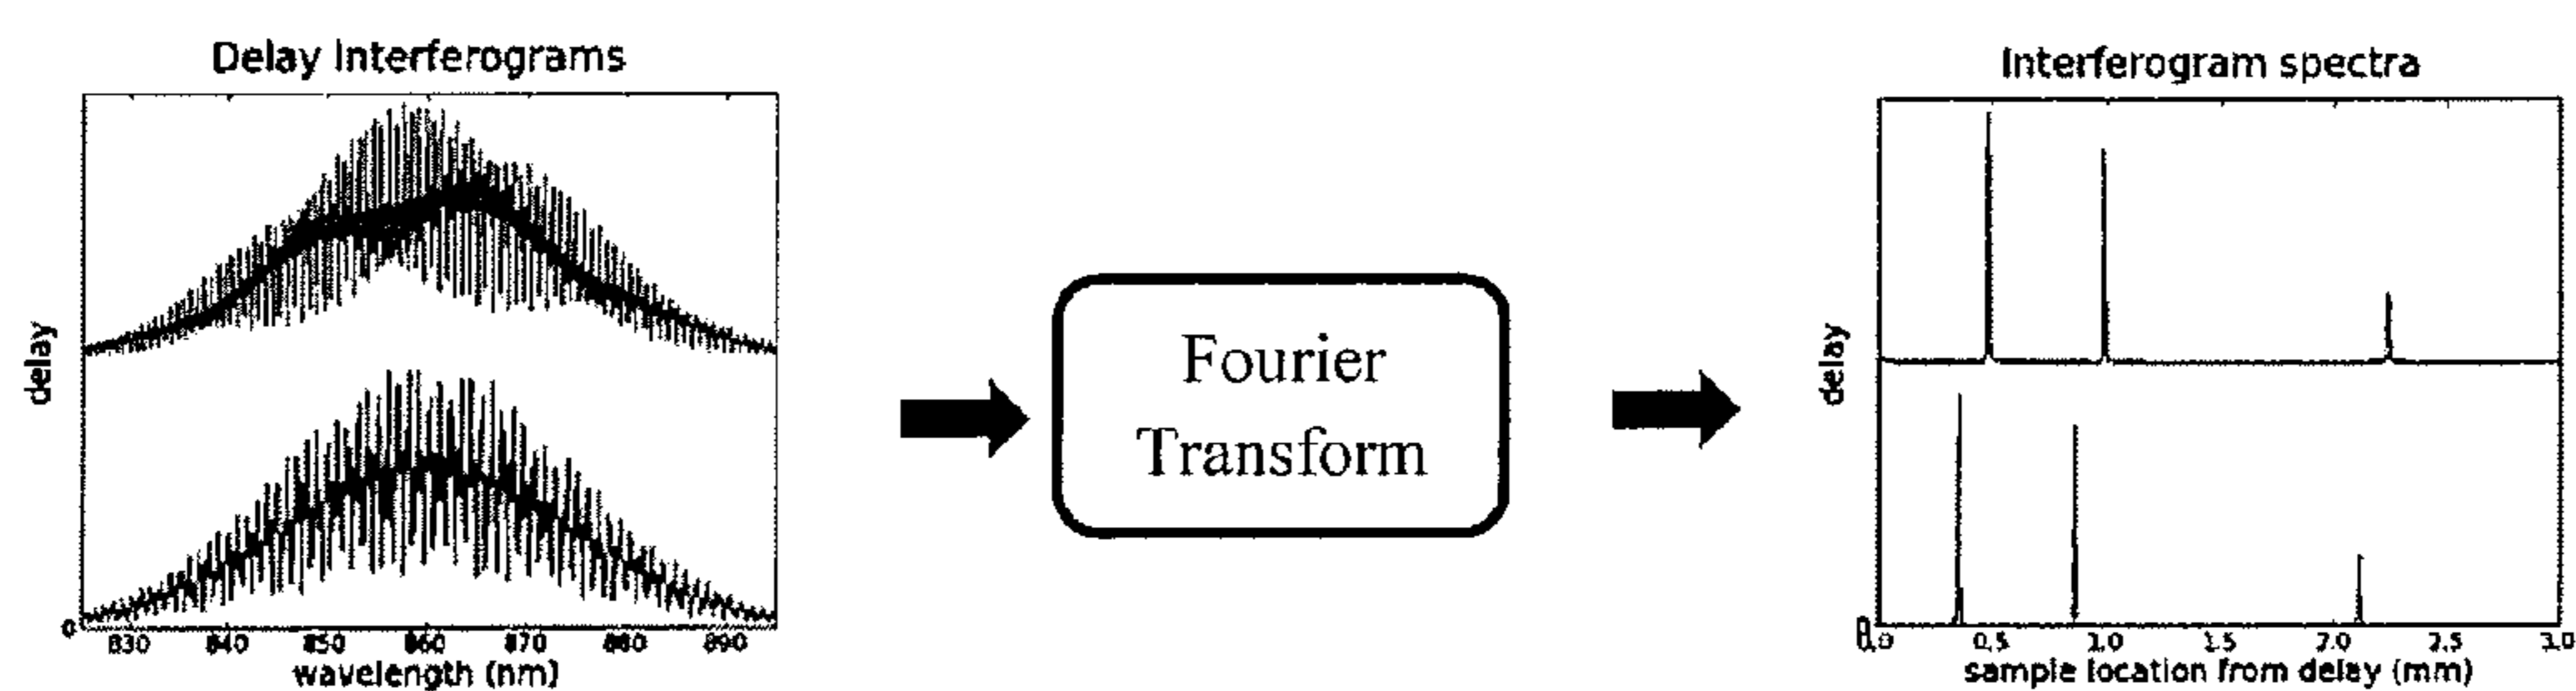 Delay Interferograms
delay
0
830 840 850 860 870 880 890
wavelength (nm)
Fourier
Transform
Interferogram spectra
delay
0
0.0 0.5 1.0 1.5 2.0 2.5 3.0
sample location from delay (mm)